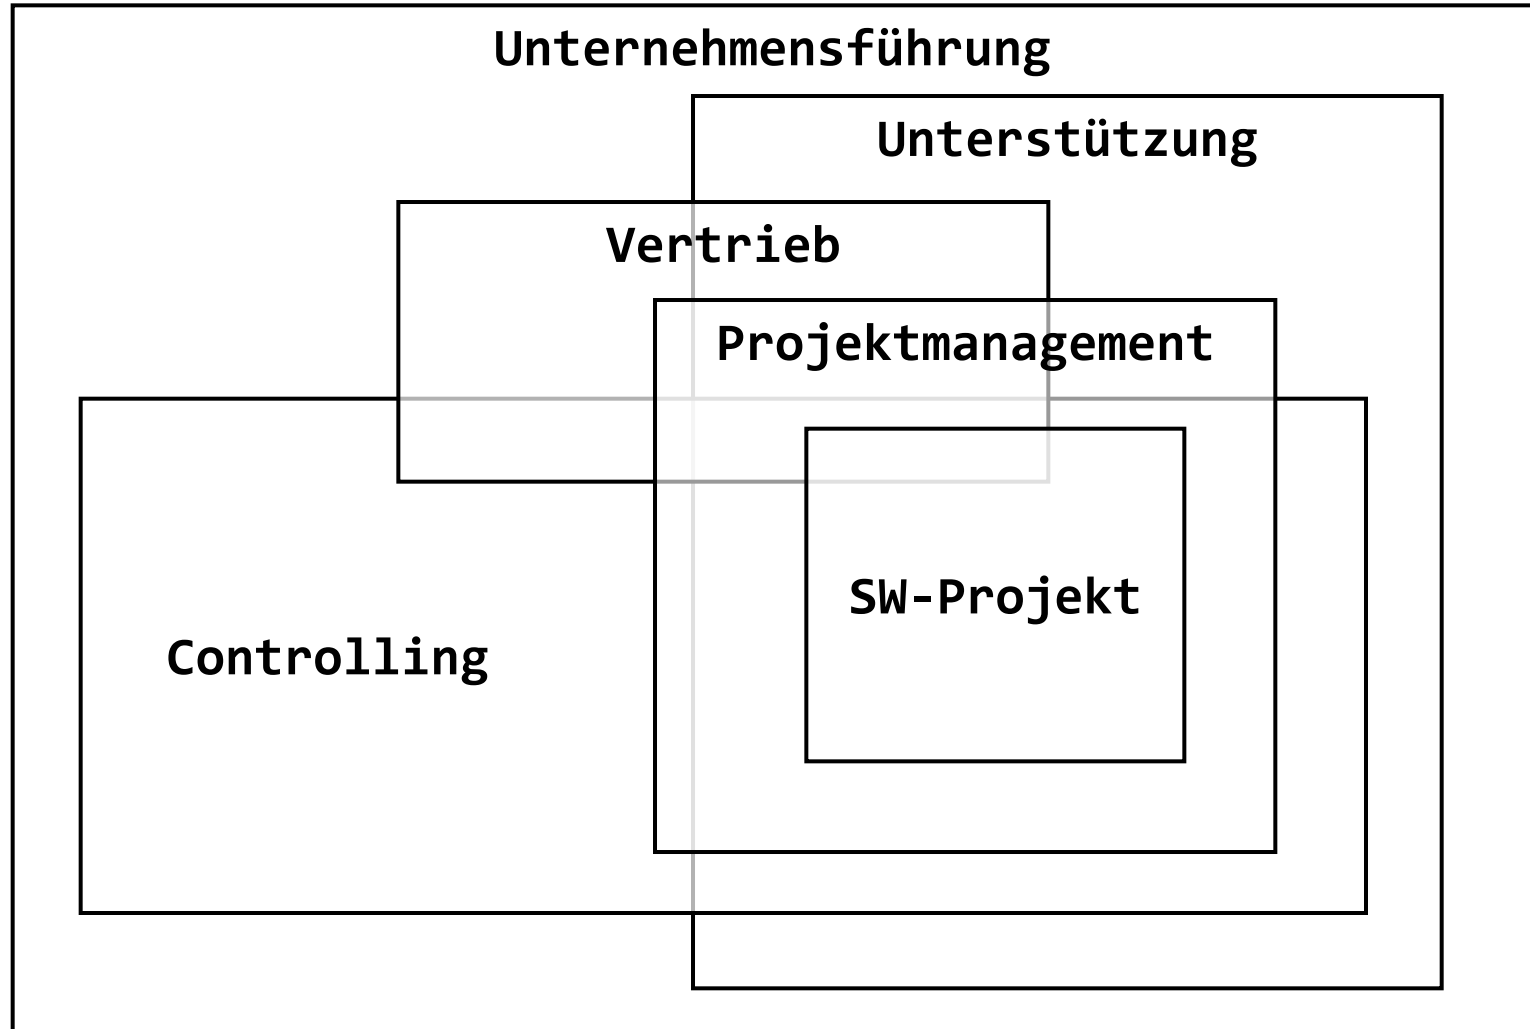 Unternehmensführung
Unterstützung
Vertrieb
Projektmanagement
SW-Projekt
Controlling